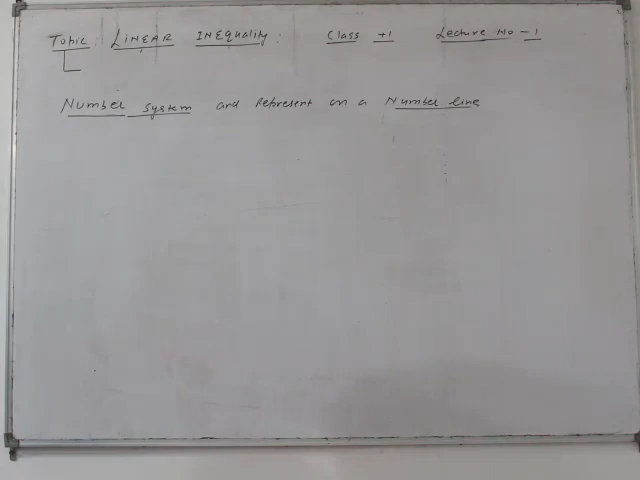 Topic: LINEAR INEQuality: Class +1 Lecture No - 1
Number system and Represent on a Number line